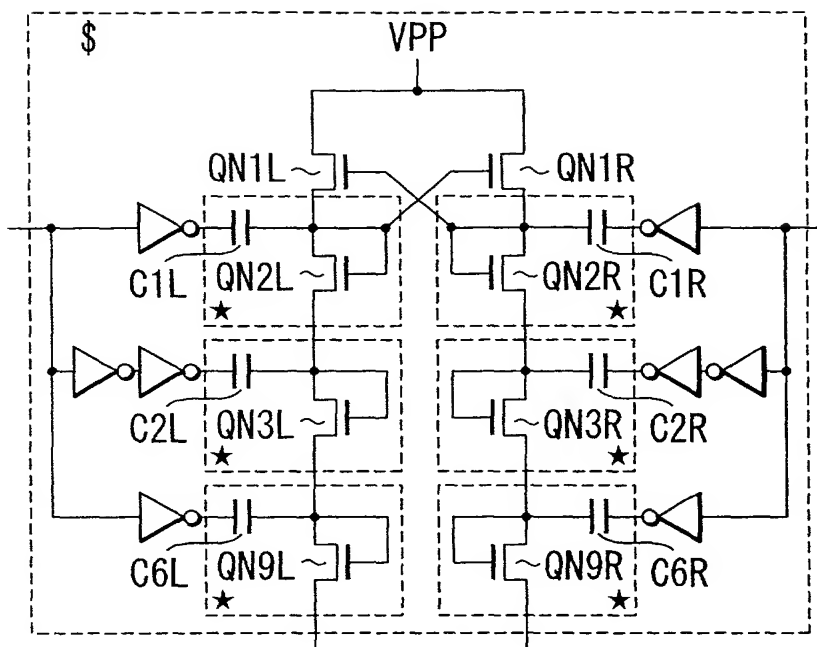 $
VPP
QN1L
QN1R
C1L
QN2L
QN2R
C1R
★
★
C2L
QN3L
QN3R
C2R
★
★
C6L
QN9L
QN9R
C6R
★
★